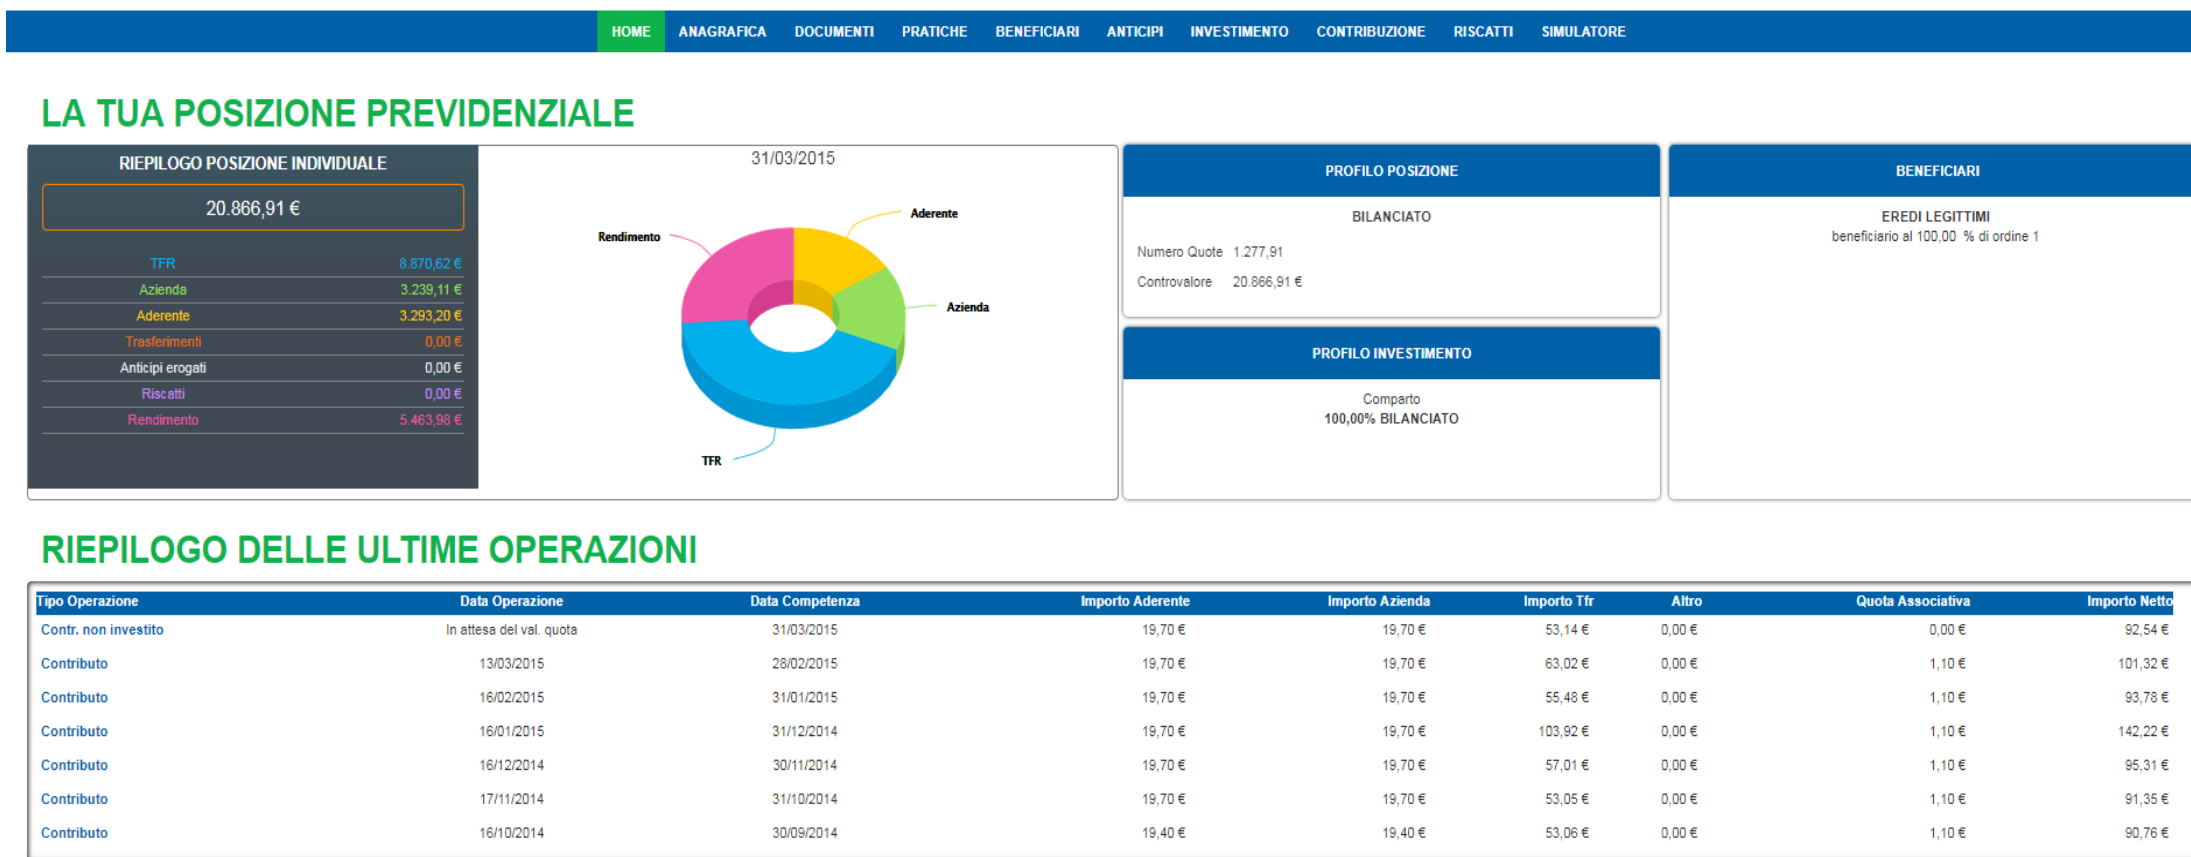 HOME ANAGRAFICA DOCUMENTI PRATICHE BENEFICIARI ANTICIPI INVESTIMENTO CONTRIBUZIONE RISCATTI SIMULATORE
LA TUA POSIZIONE PREVIDENZIALE
RIEPILOGO POSIZIONE INDIVIDUALE
20.866,91 €
TFR 8.870,62 €
Azienda 3.239,11 €
Aderente 3.293,20 €
Trasferimenti 0,00 €
Anticipi erogati 0,00 €
Riscatti 0,00 €
Rendimento 5.463,98 €
31/03/2015
Aderente
Rendimento
Azienda
TFR
PROFILO POSIZIONE
BILANCIATO
Numero Quote 1.277,91
Controvalore 20.866,91 €
PROFILO INVESTIMENTO
Comparto
100,00% BILANCIATO
BENEFICIARI
EREDI LEGITTIMI
beneficiario al 100,00 % di ordine 1
RIEPILOGO DELLE ULTIME OPERAZIONI
Tipo Operazione Data Operazione Data Competenza Importo Aderente Importo Azienda Importo Tfr Altro Quota Associativa Importo Netto
Contr. non investito In attesa del val. quota 31/03/2015 19,70 € 19,70 € 53,14 € 0,00 € 0,00 € 92,54 €
Contributo 13/03/2015 28/02/2015 19,70 € 19,70 € 63,02 € 0,00 € 1,10 € 101,32 €
Contributo 16/02/2015 31/01/2015 19,70 € 19,70 € 55,48 € 0,00 € 1,10 € 93,78 €
Contributo 16/01/2015 31/12/2014 19,70 € 19,70 € 103,92 € 0,00 € 1,10 € 142,22 €
Contributo 16/12/2014 30/11/2014 19,70 € 19,70 € 57,01 € 0,00 € 1,10 € 95,31 €
Contributo 17/11/2014 31/10/2014 19,70 € 19,70 € 53,05 € 0,00 € 1,10 € 91,35 €
Contributo 16/10/2014 30/09/2014 19,40 € 19,40 € 53,06 € 0,00 € 1,10 € 90,76 €